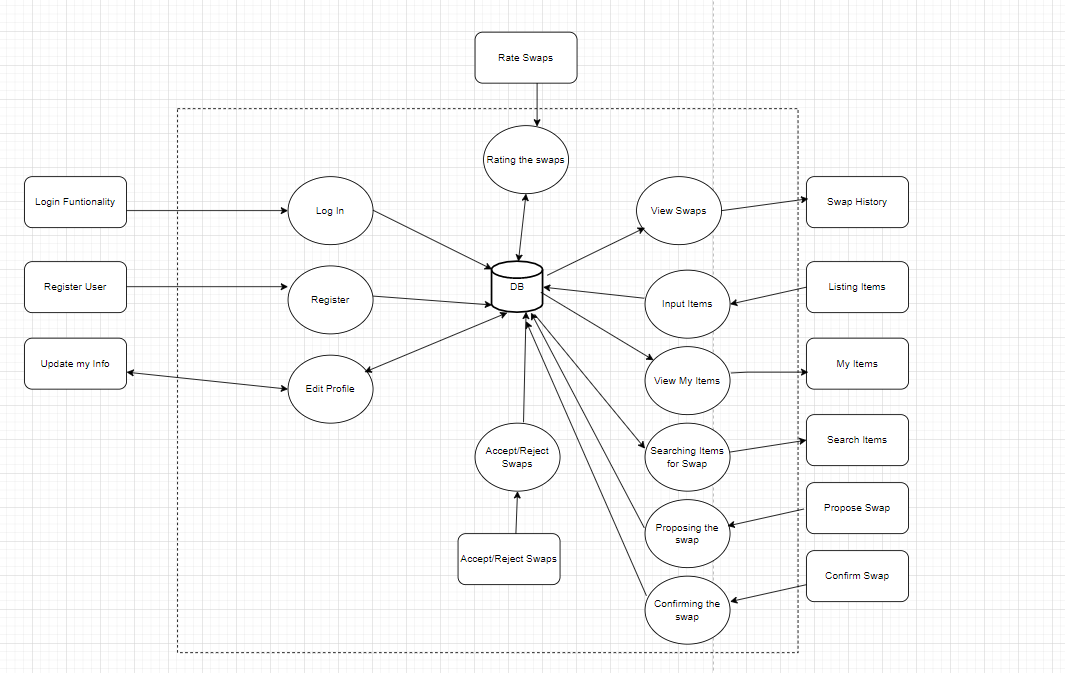 Rate Swaps
Rating the swaps
Login Funtionality
Log In
View Swaps
Swap History
Register User
Register
DB
Input Items
Listing Items
Update my Info
Edit Profile
View My Items
My Items
Accept/Reject
Swaps
Searching Items
for Swap
Search Items
Proposing the
swap
Propose Swap
Accept/Reject Swaps
Confirming the
swap
Confirm Swap